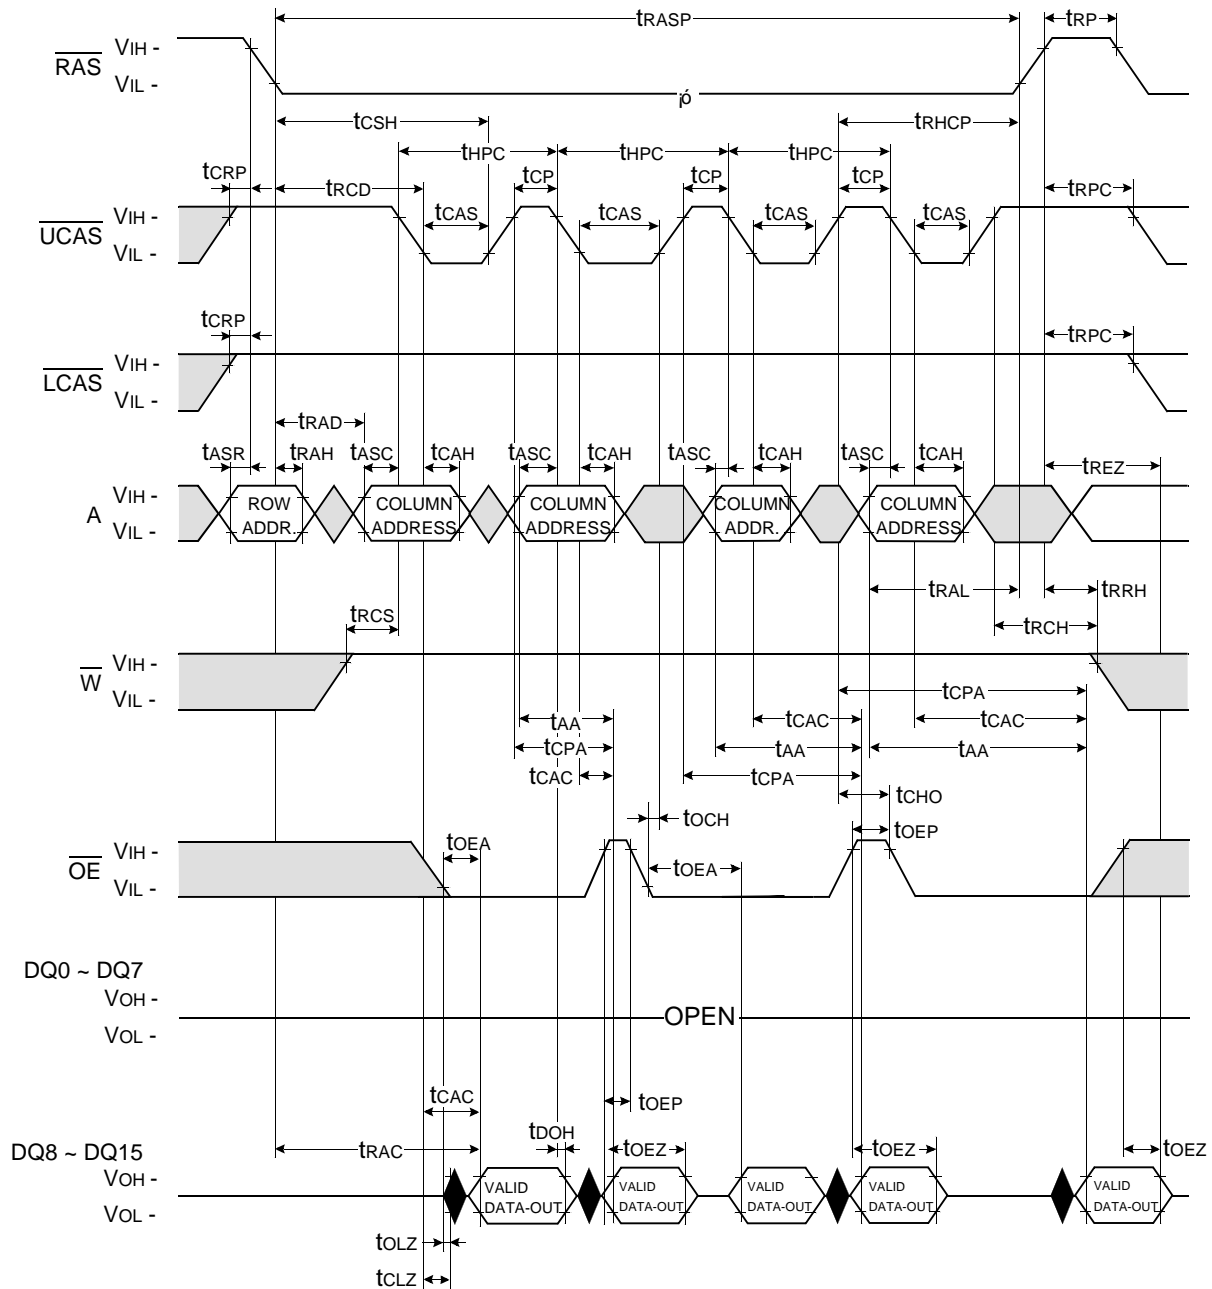 tRASP tRP
RAS VIH -
VIL -
¡ó
tCSH tRHCP
tHPC tHPC tHPC
tCRP tRCD tCP tCP tCP tRPC
UCAS VIH -
tCAS tCAS tCAS tCAS
VIL -
tCRP tRPC
LCAS VIH -
VIL -
tRAD
tASR tRAH tASC tCAH tASC tCAH tASC tCAH tASC tCAH tREZ
A VIH -
VIL -
ROW ADDR.
COLUMN ADDRESS
COLUMN ADDRESS
COLUMN ADDR.
COLUMN ADDRESS
tRAL tRRH
tRCS tRCH
W VIH -
VIL -
tCPA
tAA tCAC tCAC
tCPA tAA tAA
tCAC tCPA
tCHO
tOCH tOEP
tOEA
OE VIH -
VIL -
tOEA
DQ0 ~ DQ7
VOH -
VOL -
OPEN
tCAC tOEP
tDOH
tRAC tOEZ tOEZ tOEZ
DQ8 ~ DQ15
VOH -
VOL -
VALID DATA-OUT
VALID DATA-OUT
VALID DATA-OUT
VALID DATA-OUT
VALID DATA-OUT
tOLZ
tCLZ